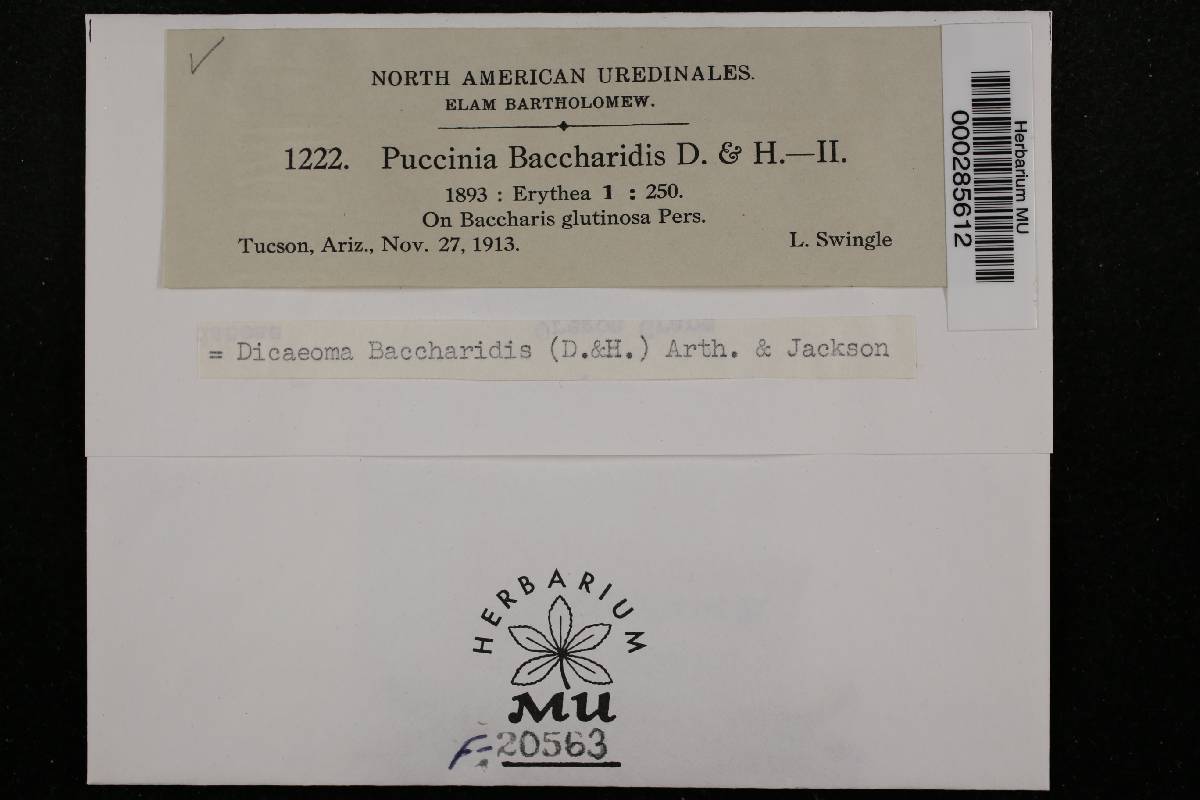 NORTH AMERICAN UREDINALES.
ELAM BARTHOLOMEW.
1222. Puccinia Baccharidis D. & H.—II.
1893 : Erythea 1 : 250.
On Baccharis glutinosa Pers.
Tucson, Ariz., Nov. 27, 1913. L. Swingle
Herbarium MU
000285612
= Dicaeoma Baccharidis (D.&H.) Arth. & Jackson
HERBARIUM
MU
F-20563